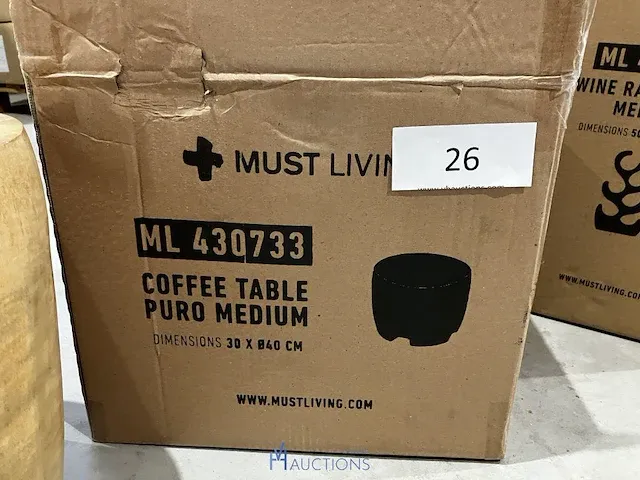 MUST LIVIN
26
ML 430733
COFFEE TABLE
PURO MEDIUM
DIMENSIONS 30 X Ø40 CM
WWW.MUSTLIVING.COM
ML
WINE RA
DIMENSIONS 50
WWW.MUSTLIVING.CO
AUCTIONS